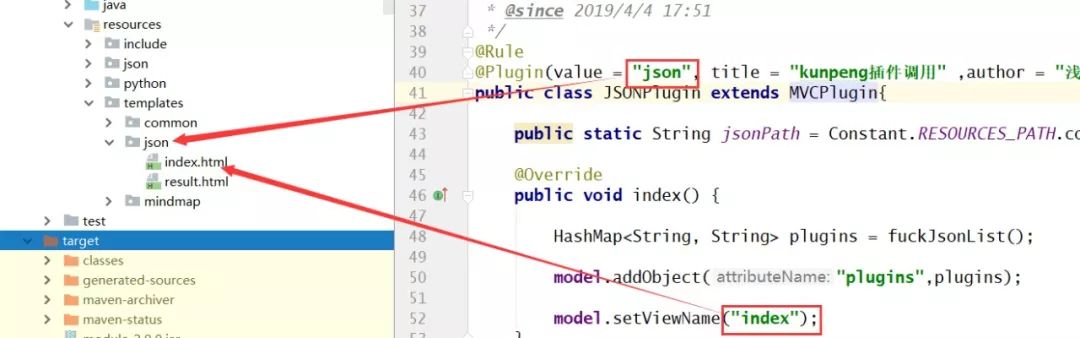 java
resources
include
json
python
templates
common
json
index.html
result.html
mindmap
test
target
classes
generated-sources
maven-archiver
maven-status
37 * @since 2019/4/4 17:51
38 */
39 @Rule
40 @Plugin(value = "json", title = "kunpeng插件调用" ,author = "浅
41 public class JSONPlugin extends MVCPlugin{
42
43 public static String jsonPath = Constant.RESOURCES_PATH.co
44
45 @Override
46 public void index() {
47
48 HashMap<String, String> plugins = fuckJsonList();
49
50 model.addObject( attributeName: "plugins",plugins);
51
52 model.setViewName("index");